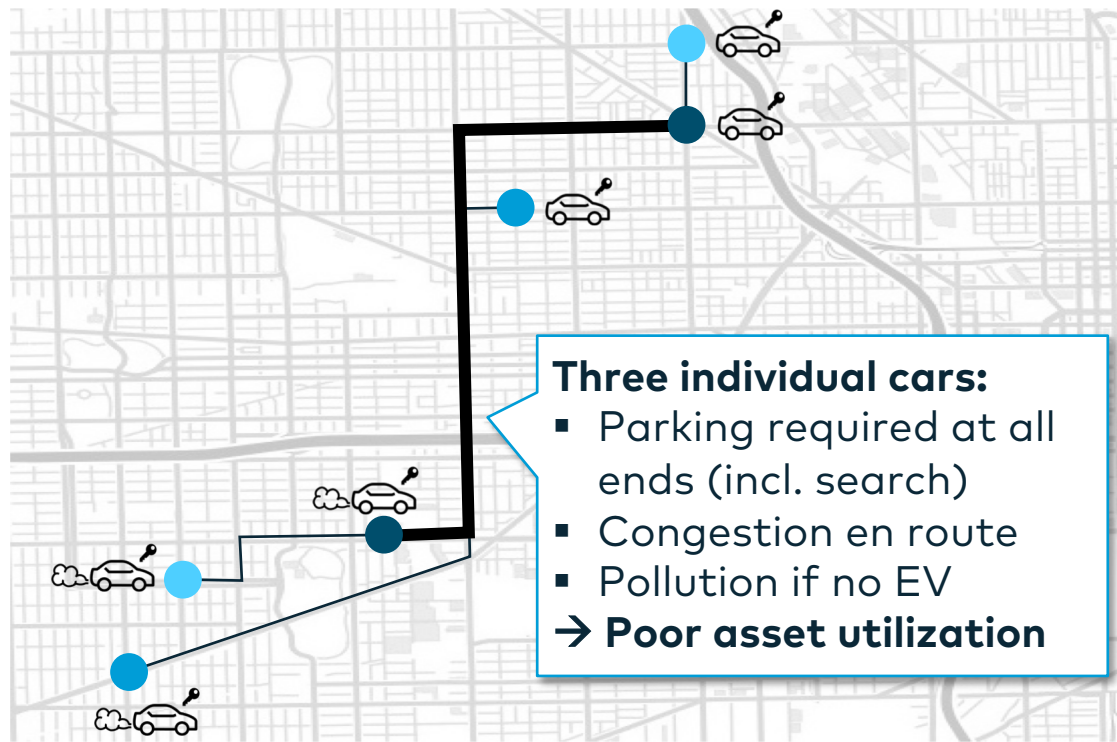 Three individual cars:
▪ Parking required at all
ends (incl. search)
▪ Congestion en route
▪ Pollution if no EV
→ Poor asset utilization